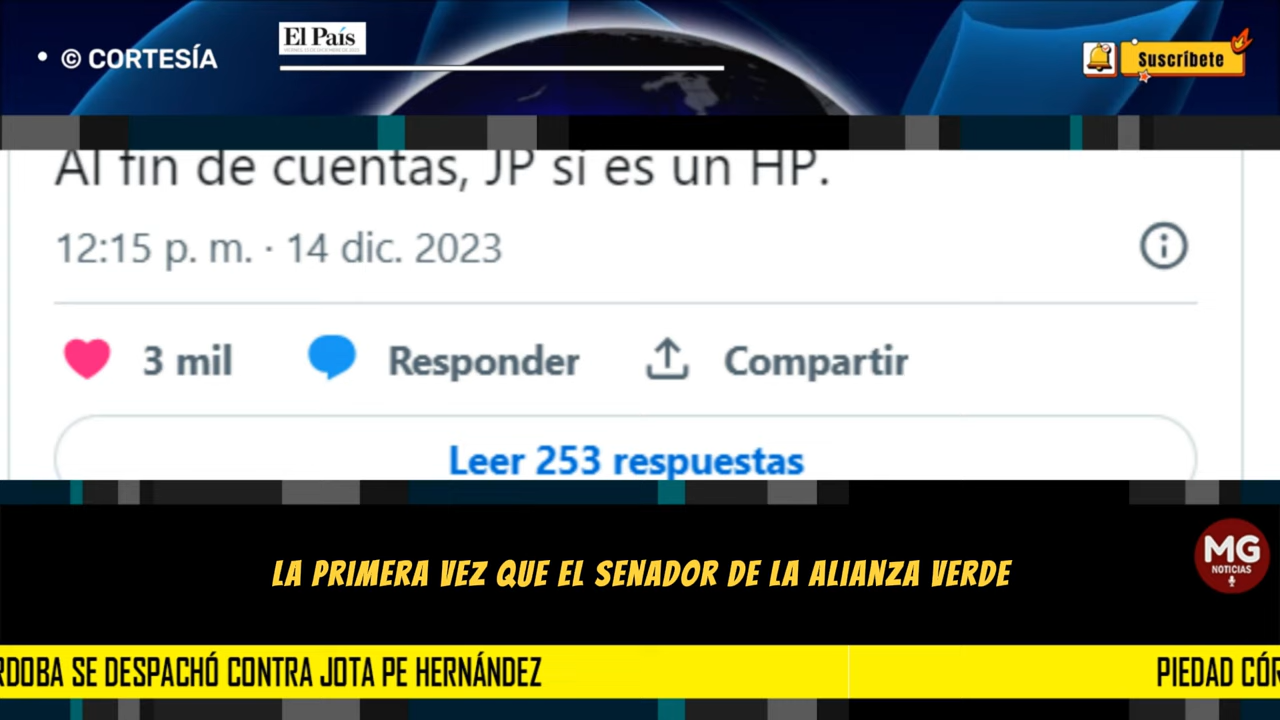 © CORTESÍA
El País
Suscríbete
Al fin de cuentas, JP si es un HP.
12:15 p. m. · 14 dic. 2023
3 mil
Responder
Compartir
Leer 253 respuestas
LA PRIMERA VEZ QUE EL SENADOR DE LA ALIANZA VERDE
MG
NOTICIAS
RDOBA SE DESPACHÓ CONTRA JOTA PE HERNÁNDEZ
PIEDAD CÓR